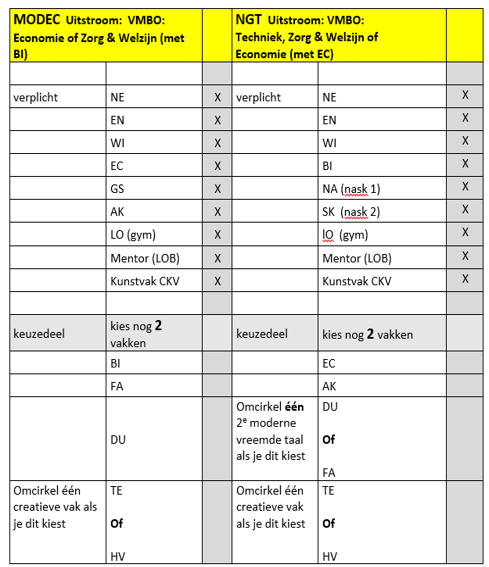 MODEC Uitstroom: VMBO:
Economie of Zorg & Welzijn (met
BI)
NGT Uitstroom: VMBO:
Techniek, Zorg & Welzijn of
Economie (met EC)
verplicht NE X verplicht NE X
EN X EN X
WI X WI X
EC X BI X
GS X NA (nask 1) X
AK X SK (nask 2) X
LO (gym) X lO (gym) X
Mentor (LOB) X Mentor (LOB) X
Kunstvak CKV X Kunstvak CKV X
keuzedeel
kies nog 2
vakken
keuzedeel kies nog 2 vakken
BI EC
FA AK
DU
Omcirkel één
2e moderne
vreemde taal
als je dit kiest
DU
Of
FA
Omcirkel één
creatieve vak als
je dit kiest
TE
Of
HV
Omcirkel één
creatieve vak
als je dit kiest
TE
Of
HV